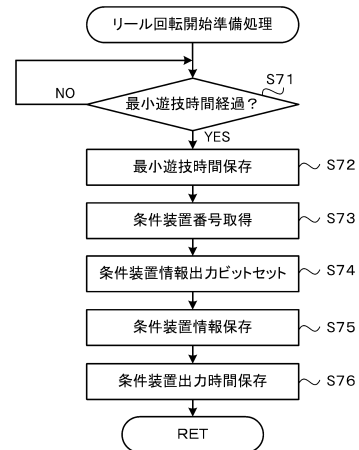 リール回転開始準備処理
S71
最小遊技時間経過？
NO
YES
最小遊技時間保存
S72
条件装置番号取得
S73
条件装置情報出力ビットセット
S74
条件装置情報保存
S75
条件装置出力時間保存
S76
RET